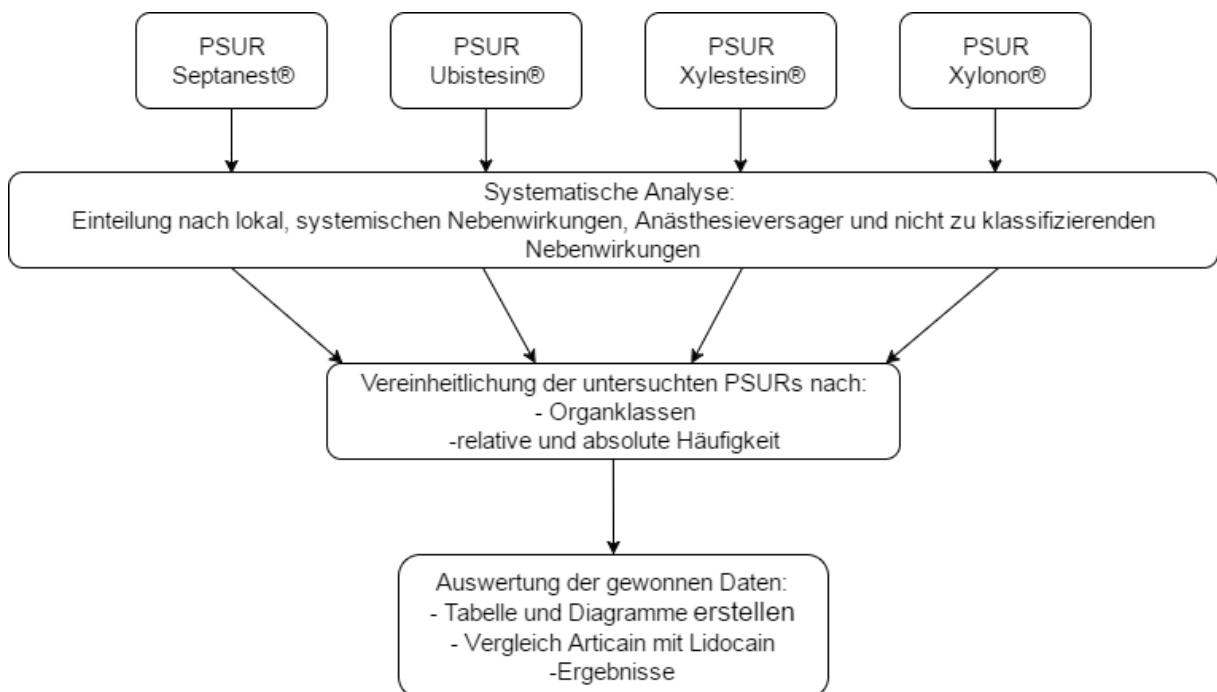 PSUR
Septanest®
PSUR
Ubistesin®
PSUR
Xylestesin®
PSUR
Xylonor®
Systematische Analyse:
Einteilung nach lokal, systemischen Nebenwirkungen, Anästhesieversager und nicht zu klassifizierenden
Nebenwirkungen
Vereinheitlichung der untersuchten PSURs nach:
- Organklassen
-relative und absolute Häufigkeit
Auswertung der gewonnen Daten:
- Tabelle und Diagramme erstellen
- Vergleich Articain mit Lidocain
-Ergebnisse